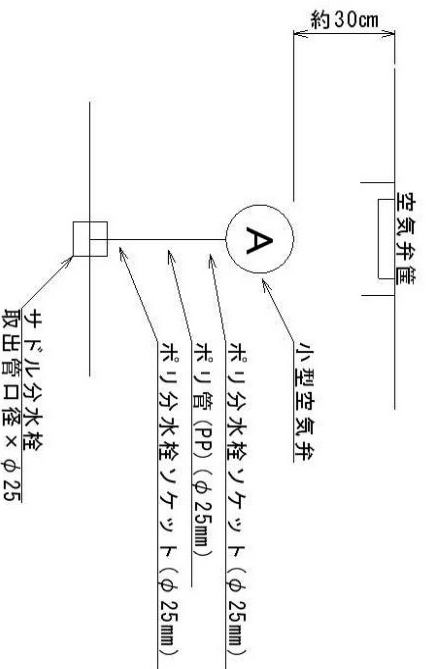 約30cm
空気弁筐
A
小型空気弁
ポリ分水栓ソケット(φ25mm)
ポリ管(PP)(φ25mm)
ポリ分水栓ソケット(φ25mm)
サドル分水栓
取出管口径×φ25